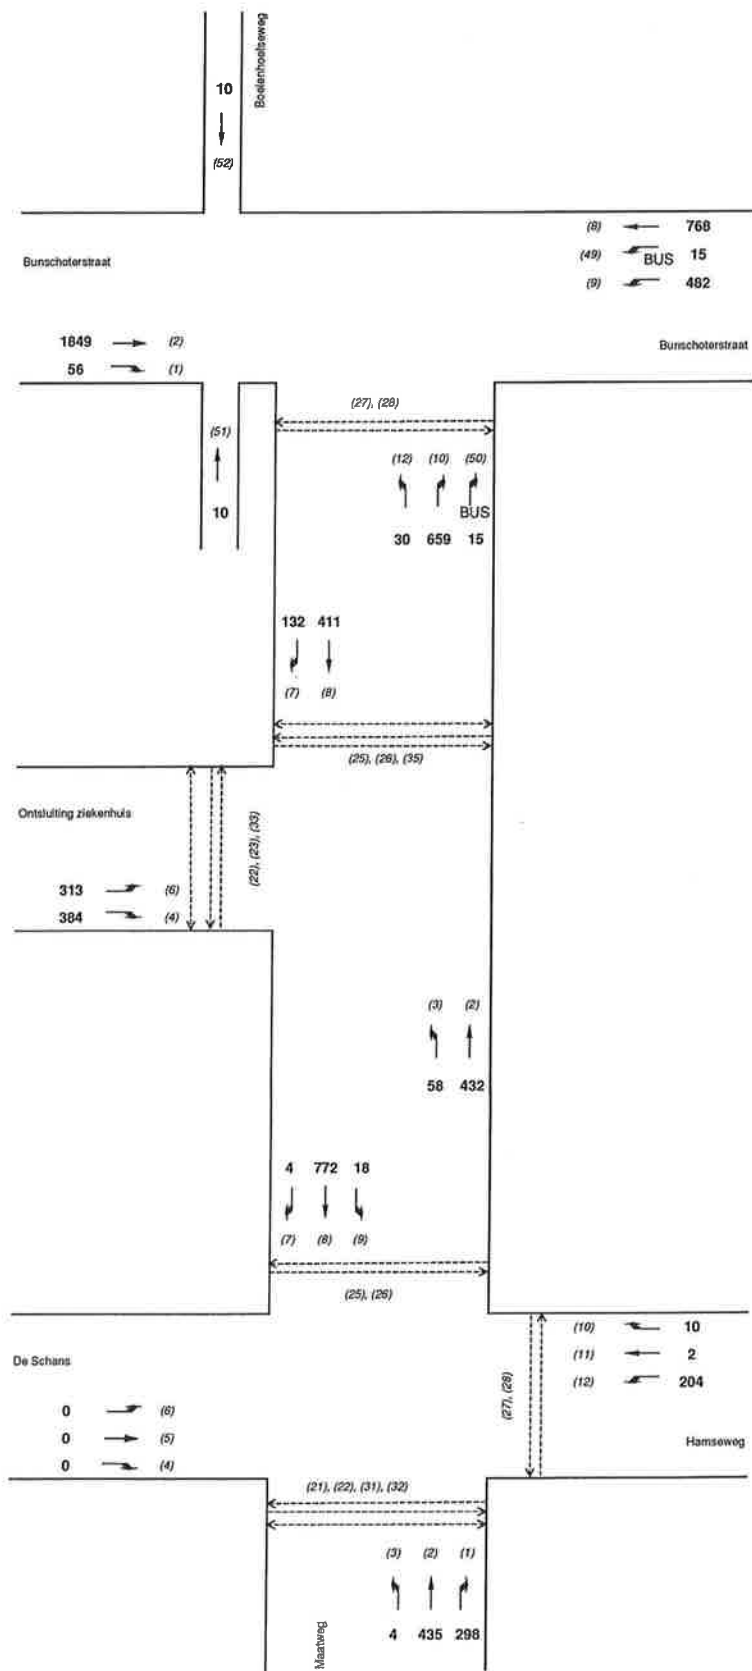 Boelenhoefseweg
10
(52)
(8) 768
(49) BUS 15
(9) 482
Bunschoterstraat
Bunschoterstraat
1849 (2)
56 (1)
(27), (28)
(51)
(12) (10) (50)
10
BUS
30 659 15
132 411
(7) (8)
(25), (26), (35)
Ontsluiting ziekenhuis
(22), (23), (33)
313 (6)
384 (4)
(3) (2)
58 432
4 772 18
(7) (8) (9)
(25), (26)
(10) 10
(11) 2
(12) 204
De Schans
(27), (28)
0 (6)
0 (5)
0 (4)
Hamseweg
(21), (22), (31), (32)
(3) (2) (1)
4 435 298
Maatweg